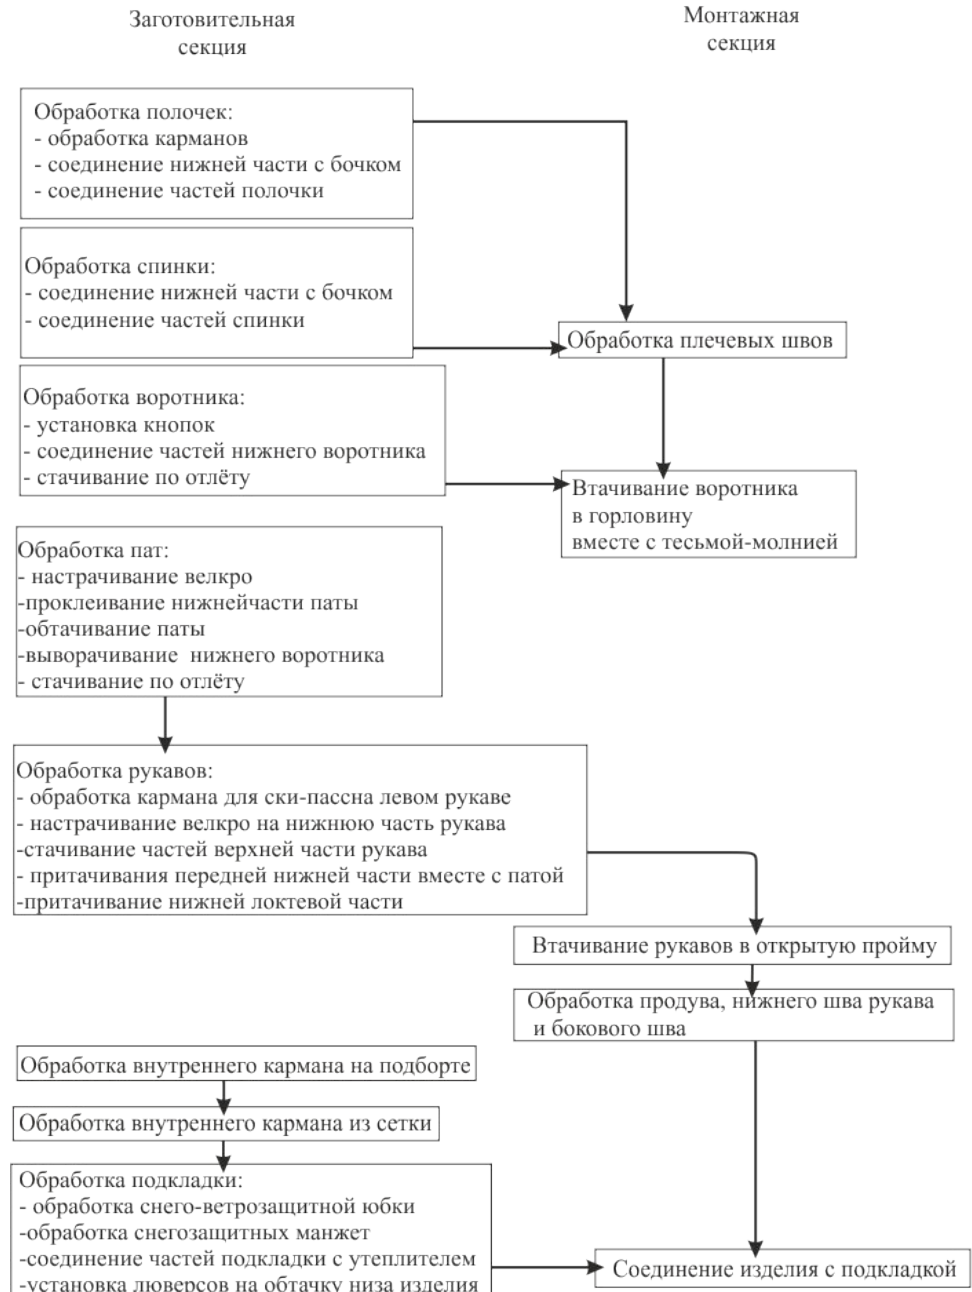 Заготовительная
секция
Монтажная
секция
Обработка полочек:
- обработка карманов
- соединение нижней части с бочком
- соединение частей полочки
Обработка спинки:
- соединение нижней части с бочком
- соединение частей спинки
Обработка плечевых швов
Обработка воротника:
- установка кнопок
- соединение частей нижнего воротника
- стачивание по отлёту
Втачивание воротника
в горловину
вместе с тесьмой-молнией
Обработка пат:
- настрачивание велкро
-проклеивание нижнейчасти паты
-обтачивание паты
-выворачивание нижнего воротника
- стачивание по отлёту
Обработка рукавов:
- обработка кармана для ски-пассна левом рукаве
- настрачивание велкро на нижнюю часть рукава
-стачивание частей верхней части рукава
- притачивания передней нижней части вместе с патой
-притачивание нижней локтевой части
Втачивание рукавов в открытую пройму
Обработка продува, нижнего шва рукава
и бокового шва
Обработка внутреннего кармана на подборте
Обработка внутреннего кармана из сетки
Обработка подкладки:
- обработка снего-ветрозащитной юбки
-обработка снегозащитных манжет
-соединение частей подкладки с утеплителем
-установка люверсов на обтачку низа изделия
Соединение изделия с подкладкой